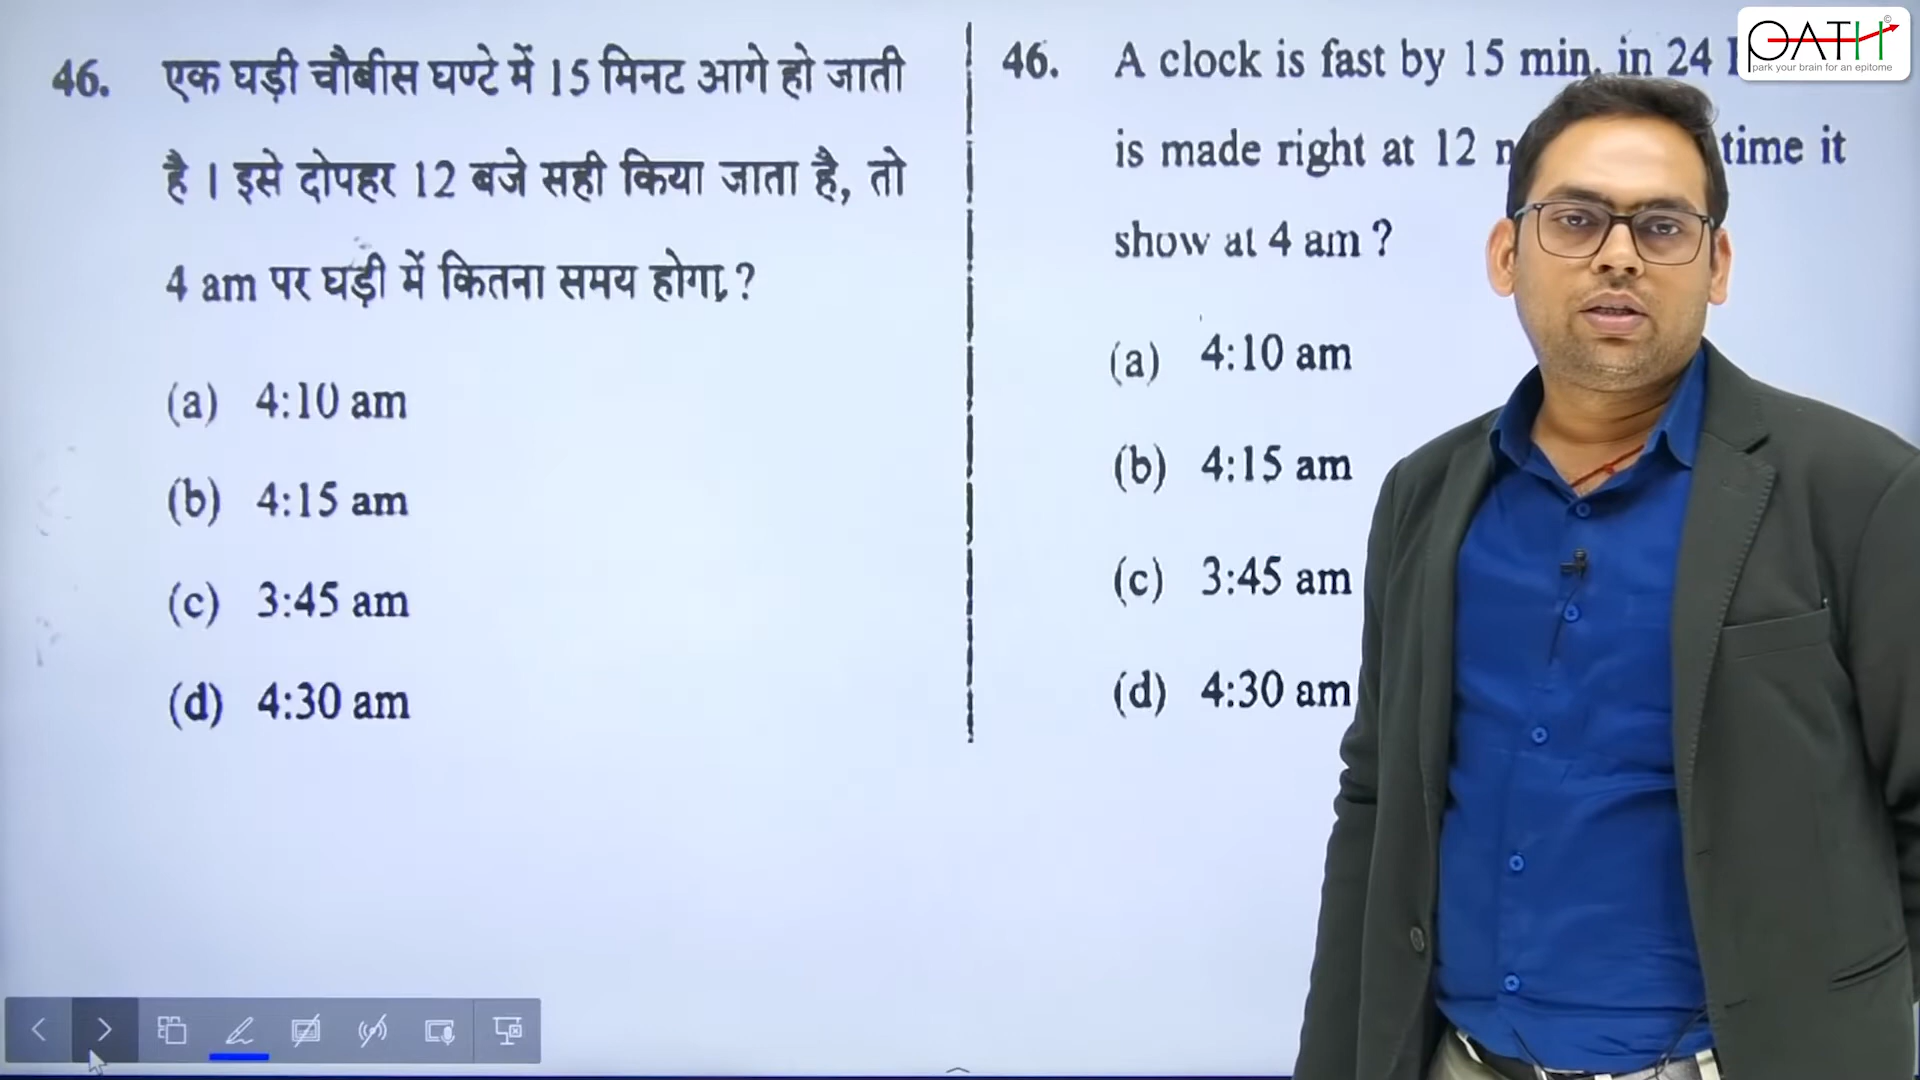 46. एक घड़ी चौबीस घण्टे में 15 मिनट आगे हो जाती
है । इसे दोपहर 12 बजे सही किया जाता है, तो
4 am पर घड़ी में कितना समय होगा ?
(a) 4:10 am
(b) 4:15 am
(c) 3:45 am
(d) 4:30 am
46. A clock is fast by 15 min. in 24
is made right at 12 time it
show at 4 am ?
(a) 4:10 am
(b) 4:15 am
(c) 3:45 am
(d) 4:30 am
PATH
park your brain for an epitome